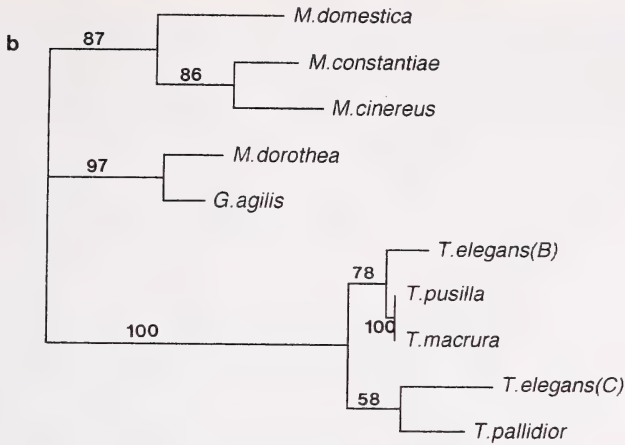 M.domestica
b
87
M.constantiae
86
M.cinereus
M.dorothea
97
G.agilis
T.elegans(B)
78
T.pusilla
100
100
T.macrura
T.elegans(C)
58
T.pallidior